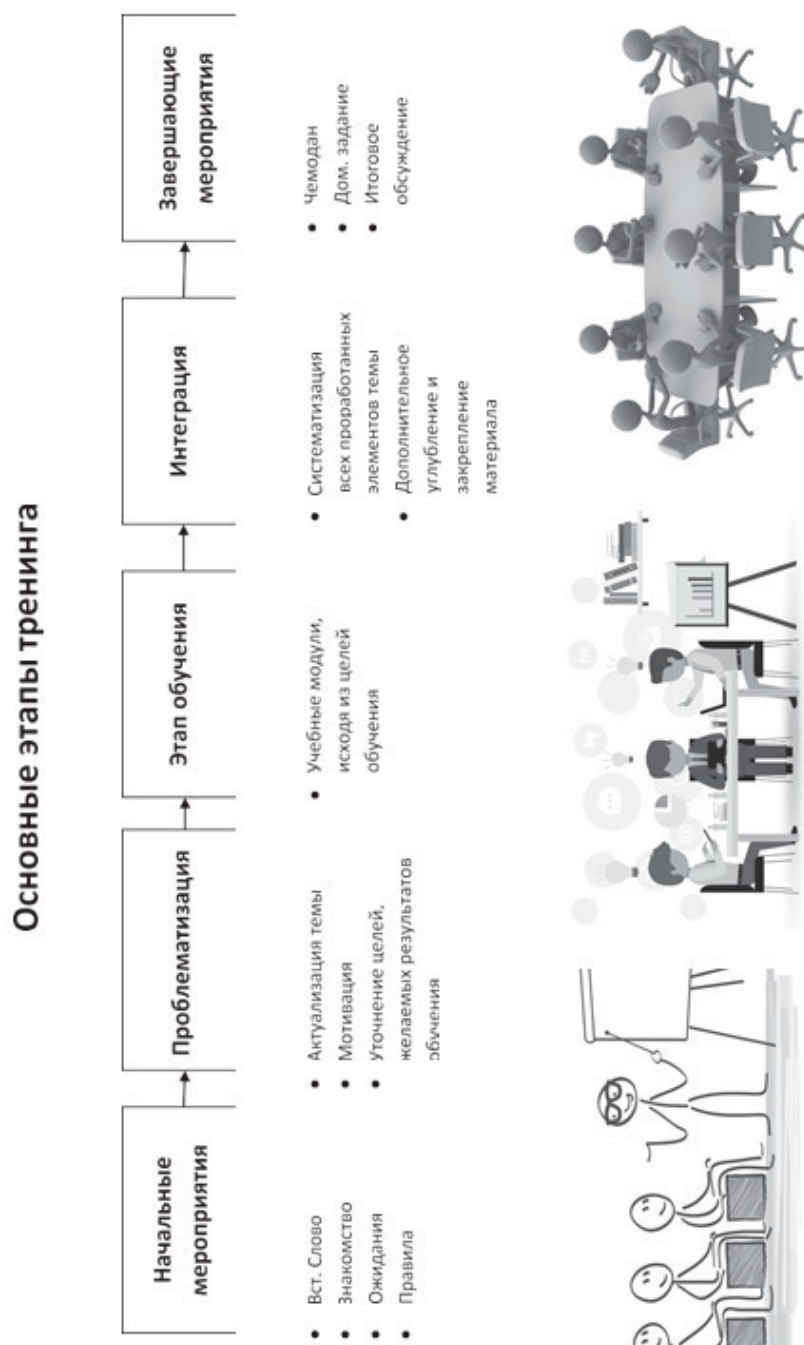 Основные этапы тренинга
Начальные
мероприятия
Проблематизация
Этап обучения
Интеграция
Завершающие
мероприятия
• Вст. Слово
• Знакомство
• Ожидания
• Правила
• Актуализация темы
• Мотивация
• Уточнение целей,
желаемых результатов
обучения
• Учебные модули,
исходя из целей
обучения
• Систематизация
всех проработанных
элементов темы
• Дополнительное
углубление и
закрепление
материала
• Чемодан
• Дом. задание
• Итоговое
обсуждение